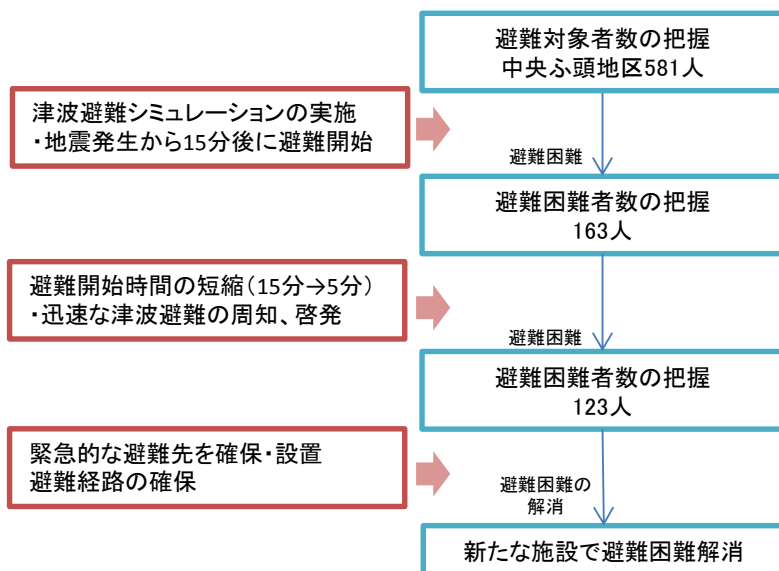 避難対象者数の把握
中央ふ頭地区581人
津波避難シミュレーションの実施
・地震発生から15分後に避難開始
避難困難
避難困難者数の把握
163人
避難開始時間の短縮（15分→5分）
・迅速な津波避難の周知、啓発
避難困難
避難困難者数の把握
123人
緊急的な避難先を確保・設置
避難経路の確保
避難困難の
解消
新たな施設で避難困難解消